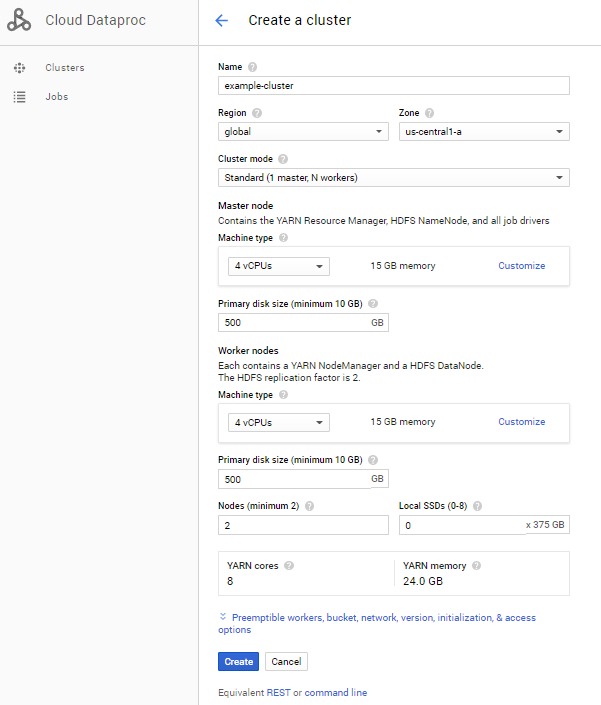 Cloud Dataproc
Create a cluster
Clusters
Jobs
Name
example-cluster
Region
Zone
global
us-central1-a
Cluster mode
Standard (1 master, N workers)
Master node
Contains the YARN Resource Manager, HDFS NameNode, and all job drivers
Machine type
4 vCPUs
15 GB memory
Customize
Primary disk size (minimum 10 GB)
500
GB
Worker nodes
Each contains a YARN NodeManager and a HDFS DataNode.
The HDFS replication factor is 2.
Machine type
4 vCPUs
15 GB memory
Customize
Primary disk size (minimum 10 GB)
500
GB
Nodes (minimum 2)
Local SSDs (0-8)
2
0
x 375 GB
YARN cores
YARN memory
8
24.0 GB
Preemptible workers, bucket, network, version, initialization, & access
options
Create
Cancel
Equivalent REST or command line